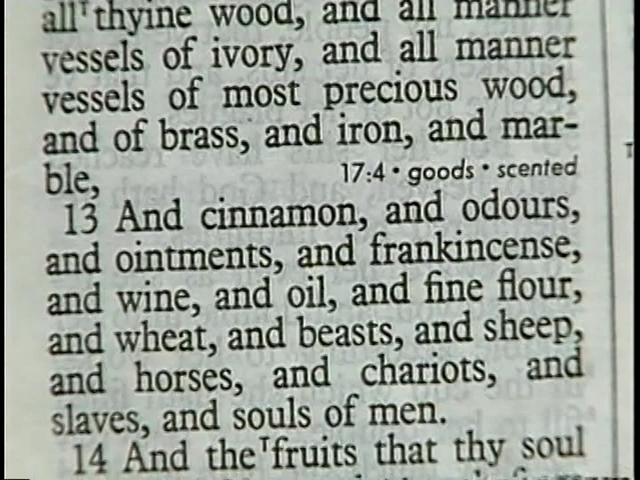 all ᵀthyine wood, and all manner
vessels of ivory, and all manner
vessels of most precious wood,
and of brass, and iron, and mar-
ble, 17:4 • goods • scented
13 And cinnamon, and odours,
and ointments, and frankincense,
and wine, and oil, and fine flour,
and wheat, and beasts, and sheep,
and horses, and chariots, and
slaves, and souls of men.
14 And the ᵀfruits that thy soul